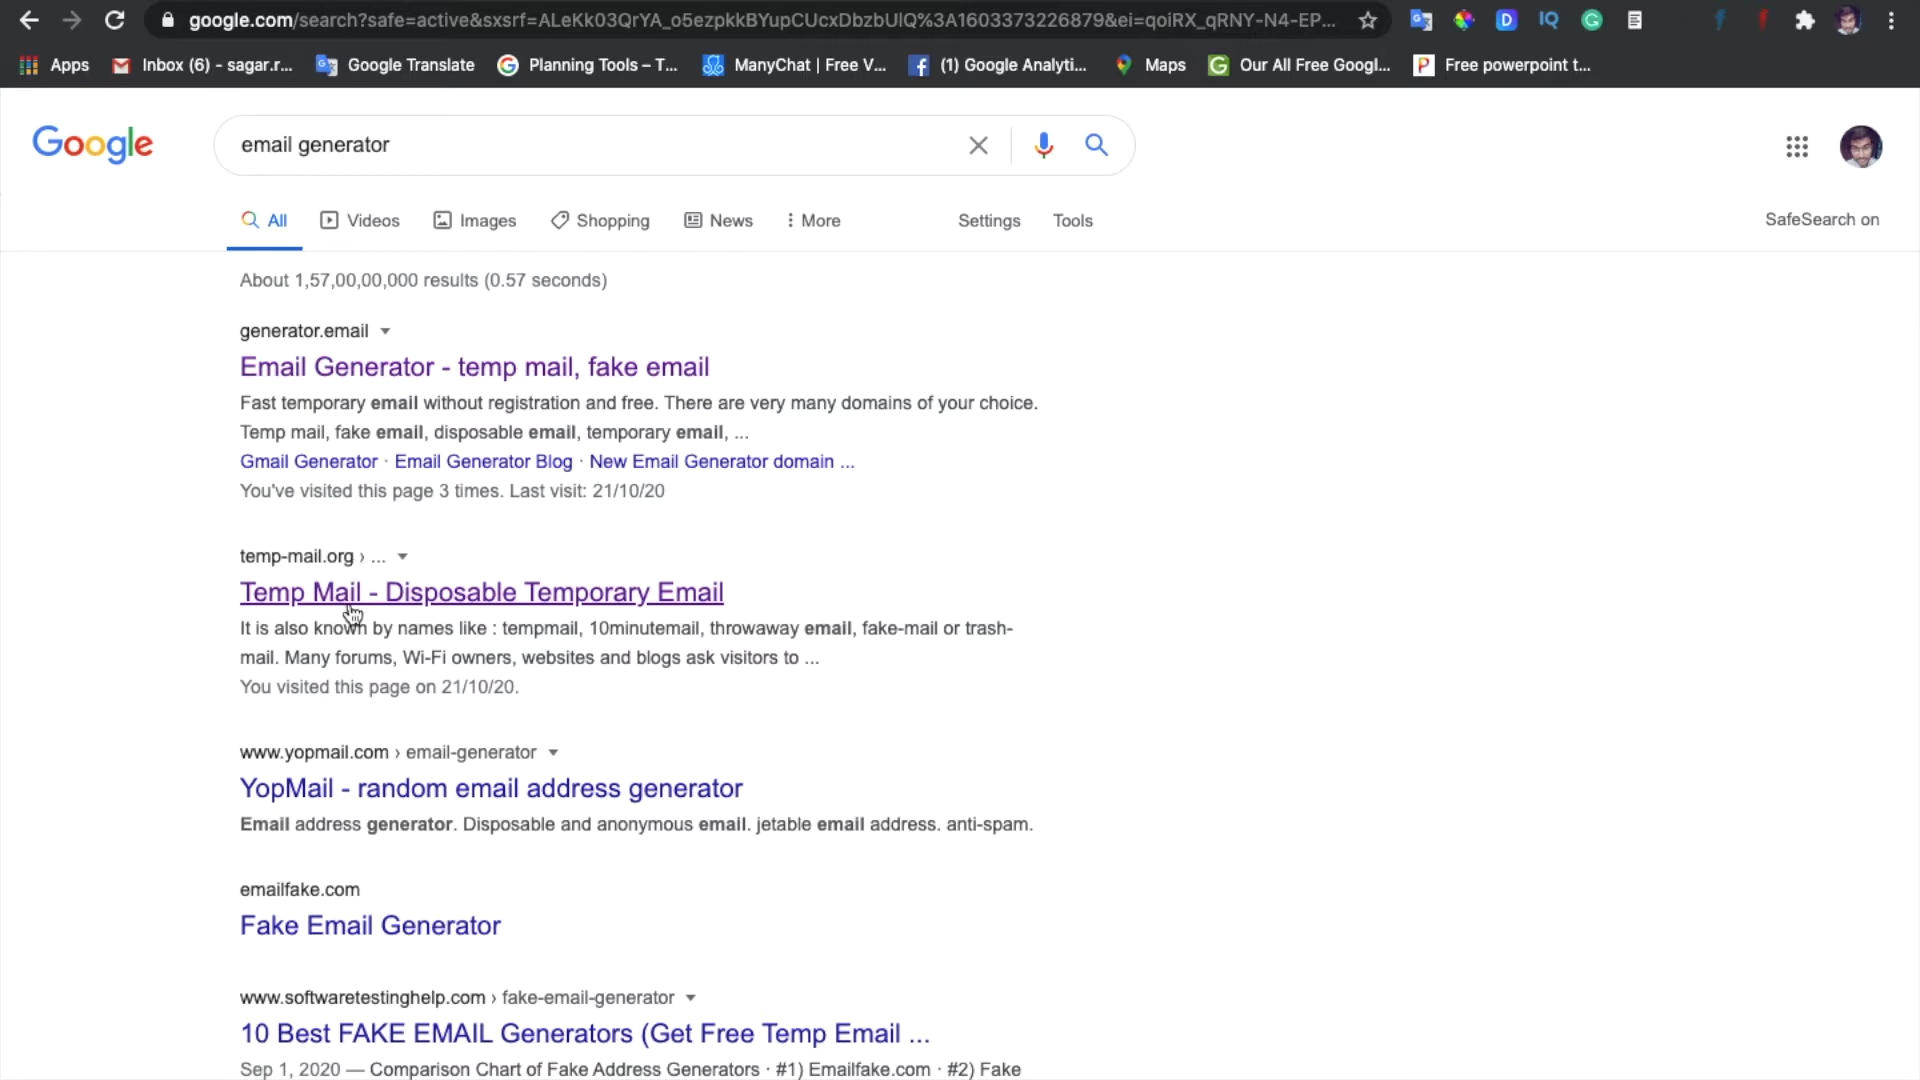 google.com/search?safe=active&sxsrf=ALeKk03QrYA_o5ezpkkBYupCUcxDbzbUlQ%3A1603373226879&ei=qoiRX_qRNY-N4-EP...
Apps Inbox (6) - sagar.r... Google Translate Planning Tools – T... ManyChat | Free V... (1) Google Analyti... Maps Our All Free Googl... Free powerpoint t...
Google email generator
All Videos Images Shopping News More Settings Tools SafeSearch on
About 1,57,00,00,000 results (0.57 seconds)
generator.email
Email Generator - temp mail, fake email
Fast temporary email without registration and free. There are very many domains of your choice.
Temp mail, fake email, disposable email, temporary email, ...
Gmail Generator · Email Generator Blog · New Email Generator domain ...
You've visited this page 3 times. Last visit: 21/10/20
temp-mail.org › ...
Temp Mail - Disposable Temporary Email
It is also known by names like : tempmail, 10minutemail, throwaway email, fake-mail or trash-
mail. Many forums, Wi-Fi owners, websites and blogs ask visitors to ...
You visited this page on 21/10/20.
www.yopmail.com › email-generator
YopMail - random email address generator
Email address generator. Disposable and anonymous email. jetable email address. anti-spam.
emailfake.com
Fake Email Generator
www.softwaretestinghelp.com › fake-email-generator
10 Best FAKE EMAIL Generators (Get Free Temp Email ...
Sep 1, 2020 — Comparison Chart of Fake Address Generators · #1) Emailfake.com · #2) Fake